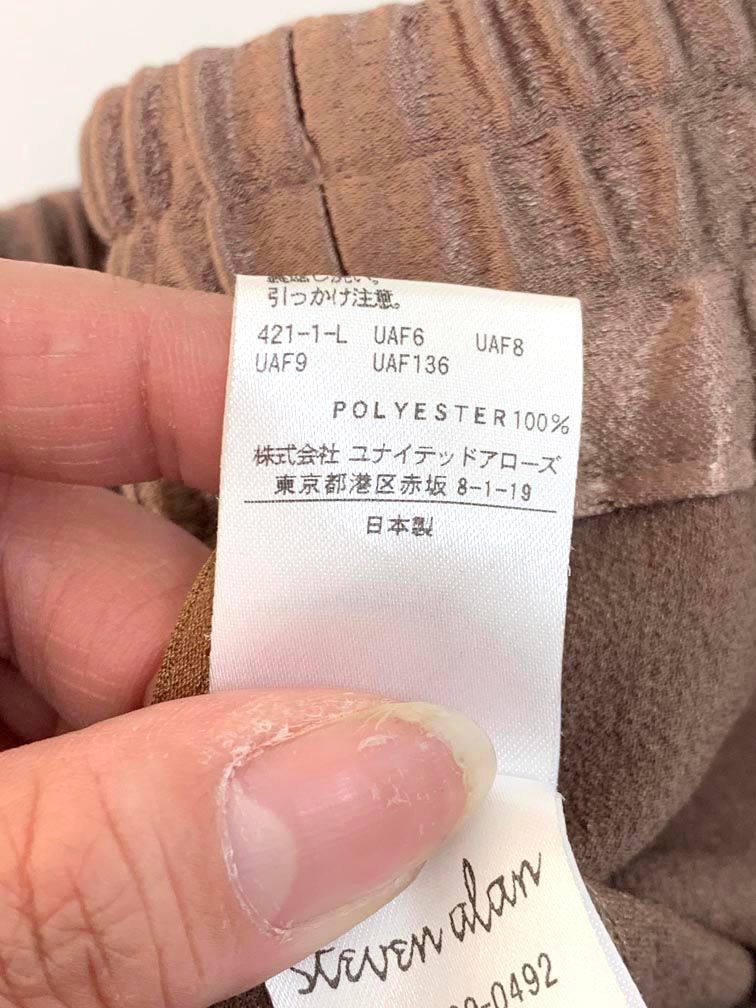 引っかけ注意。
421-1-L UAF6 UAF8
UAF9 UAF136
POLYESTER100%
株式会社 ユナイテッドアローズ
東京都港区赤坂 8-1-19
日本製
steven alan
-0492